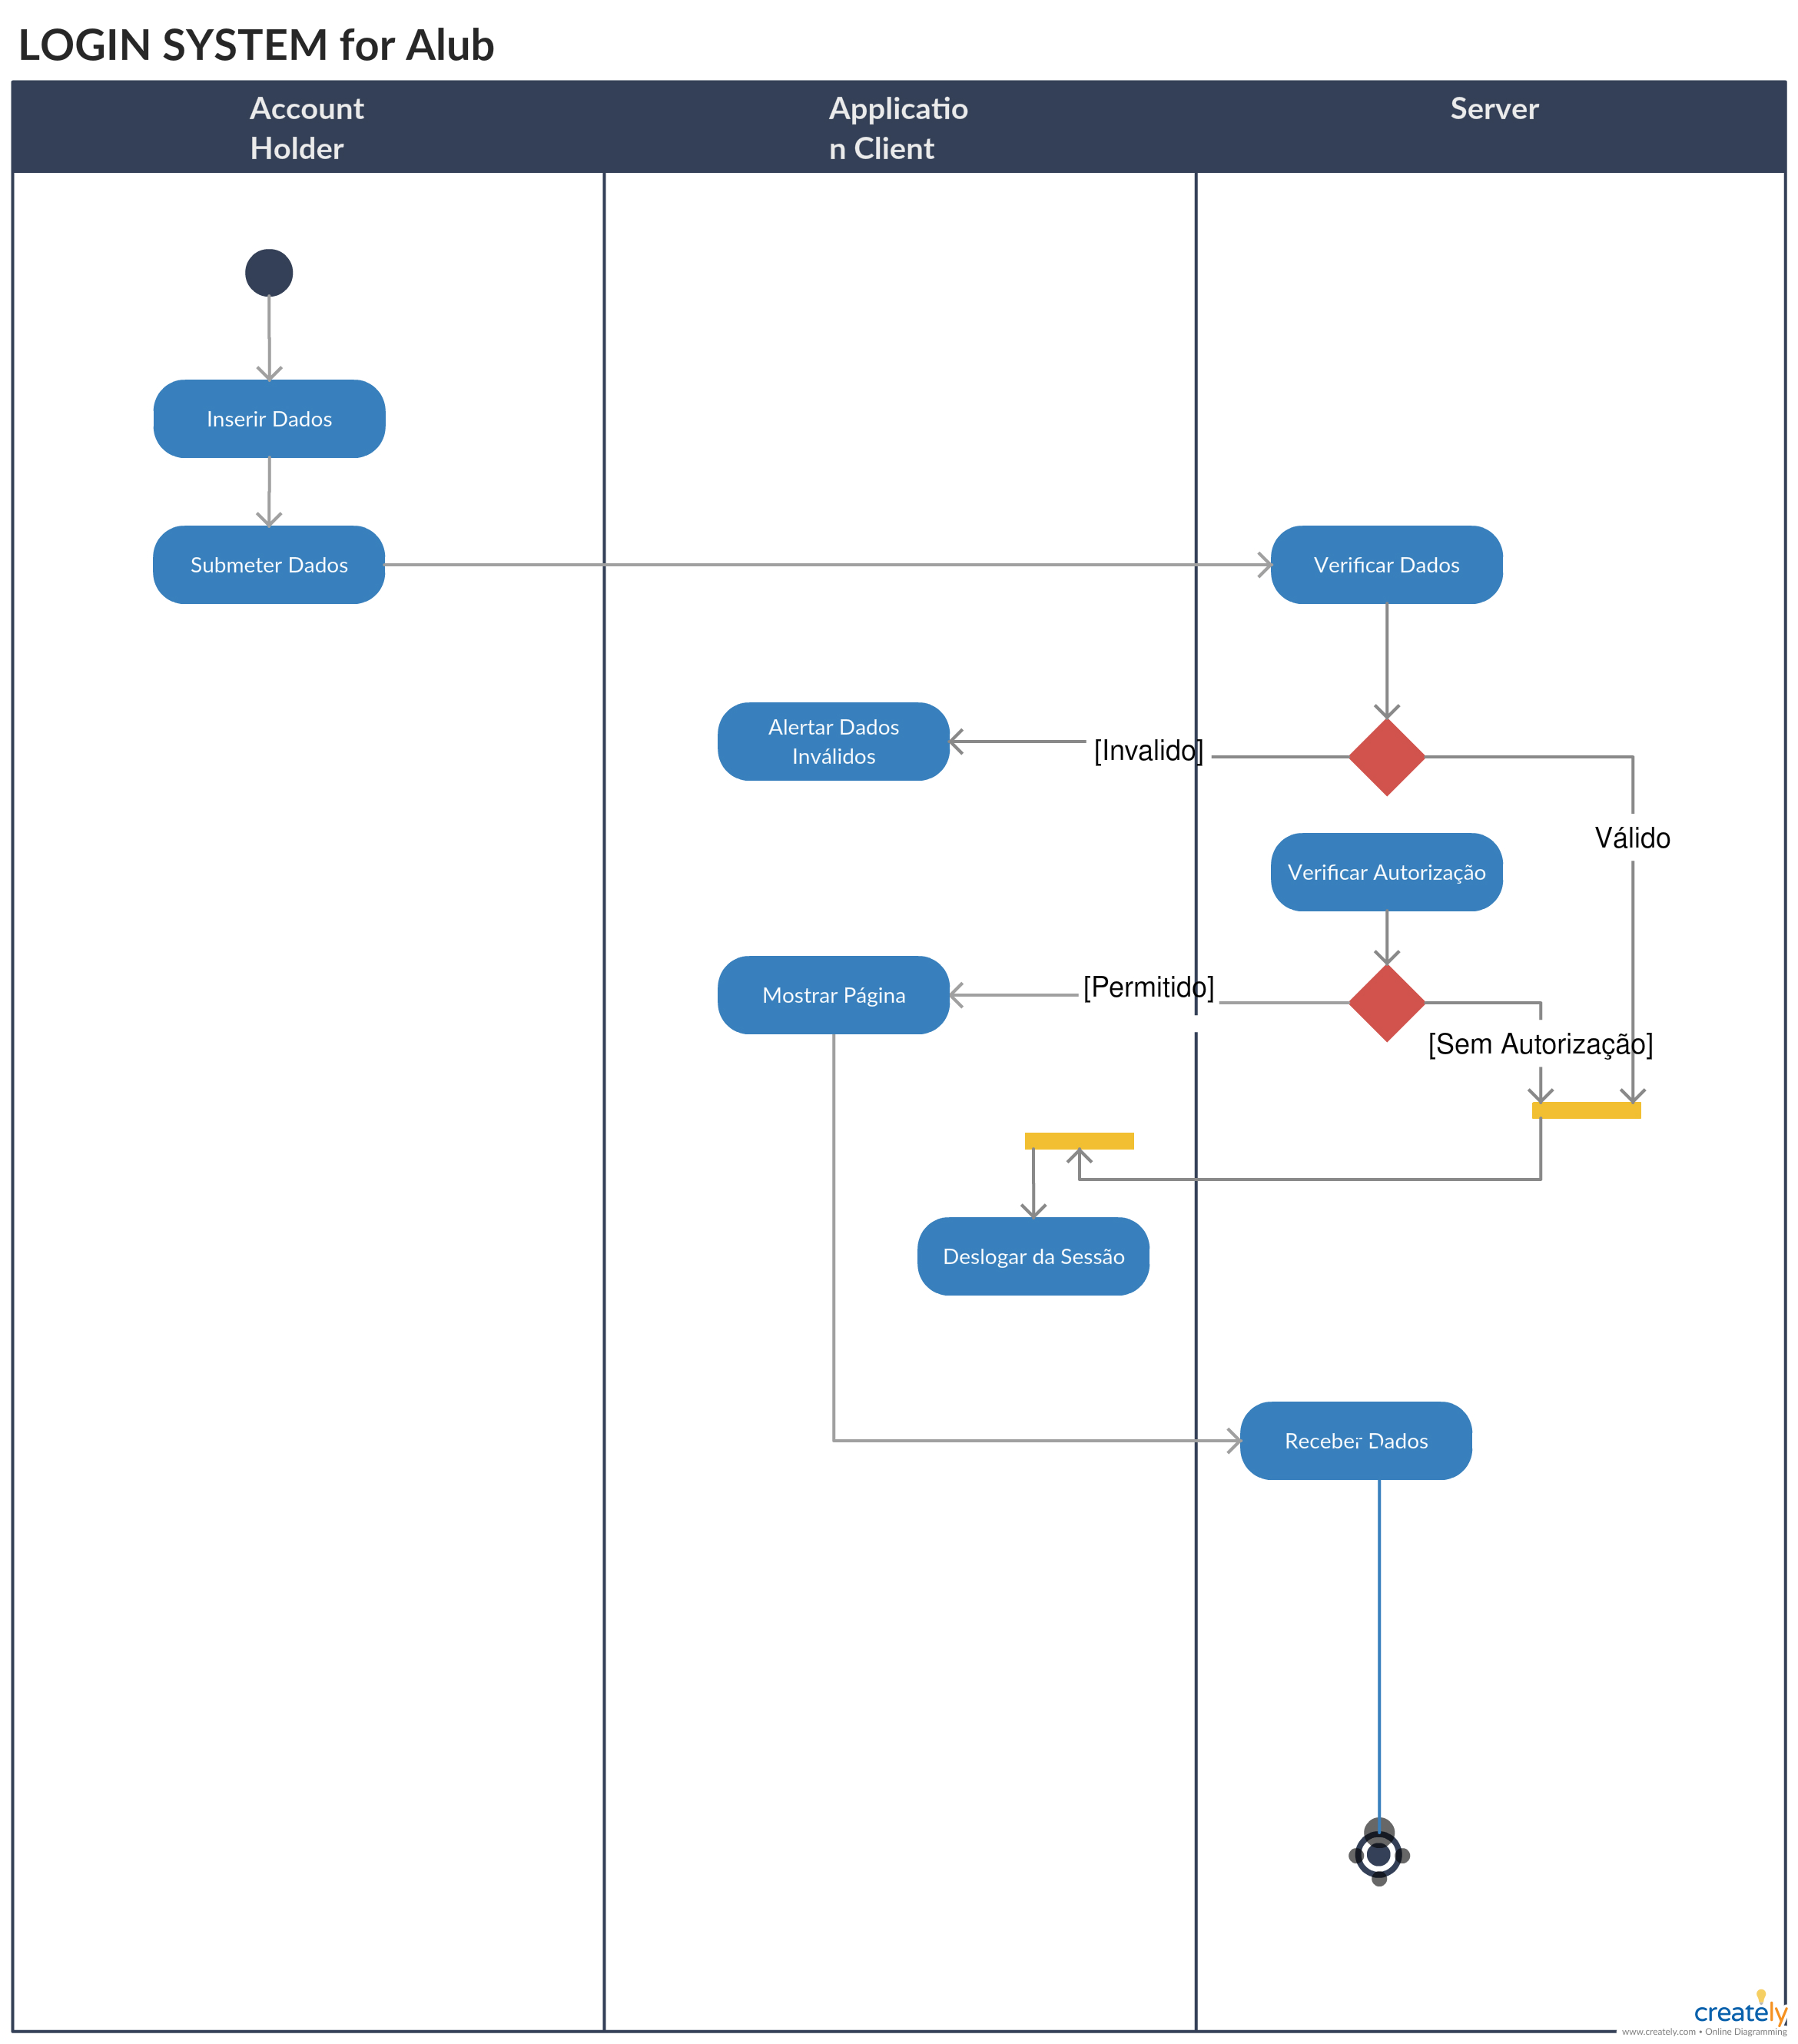 LOGIN SYSTEM for Alub
Account
Holder
Applicatio
n Client
Server
Inserir Dados
Submeter Dados
Verificar Dados
Alertar Dados
Inválidos
[Invalido]
Válido
Verificar Autorização
Mostrar Página
[Permitido]
[Sem Autorização]
Deslogar da Sessão
Receber Dados
creately
www.creately.com • Online Diagramming